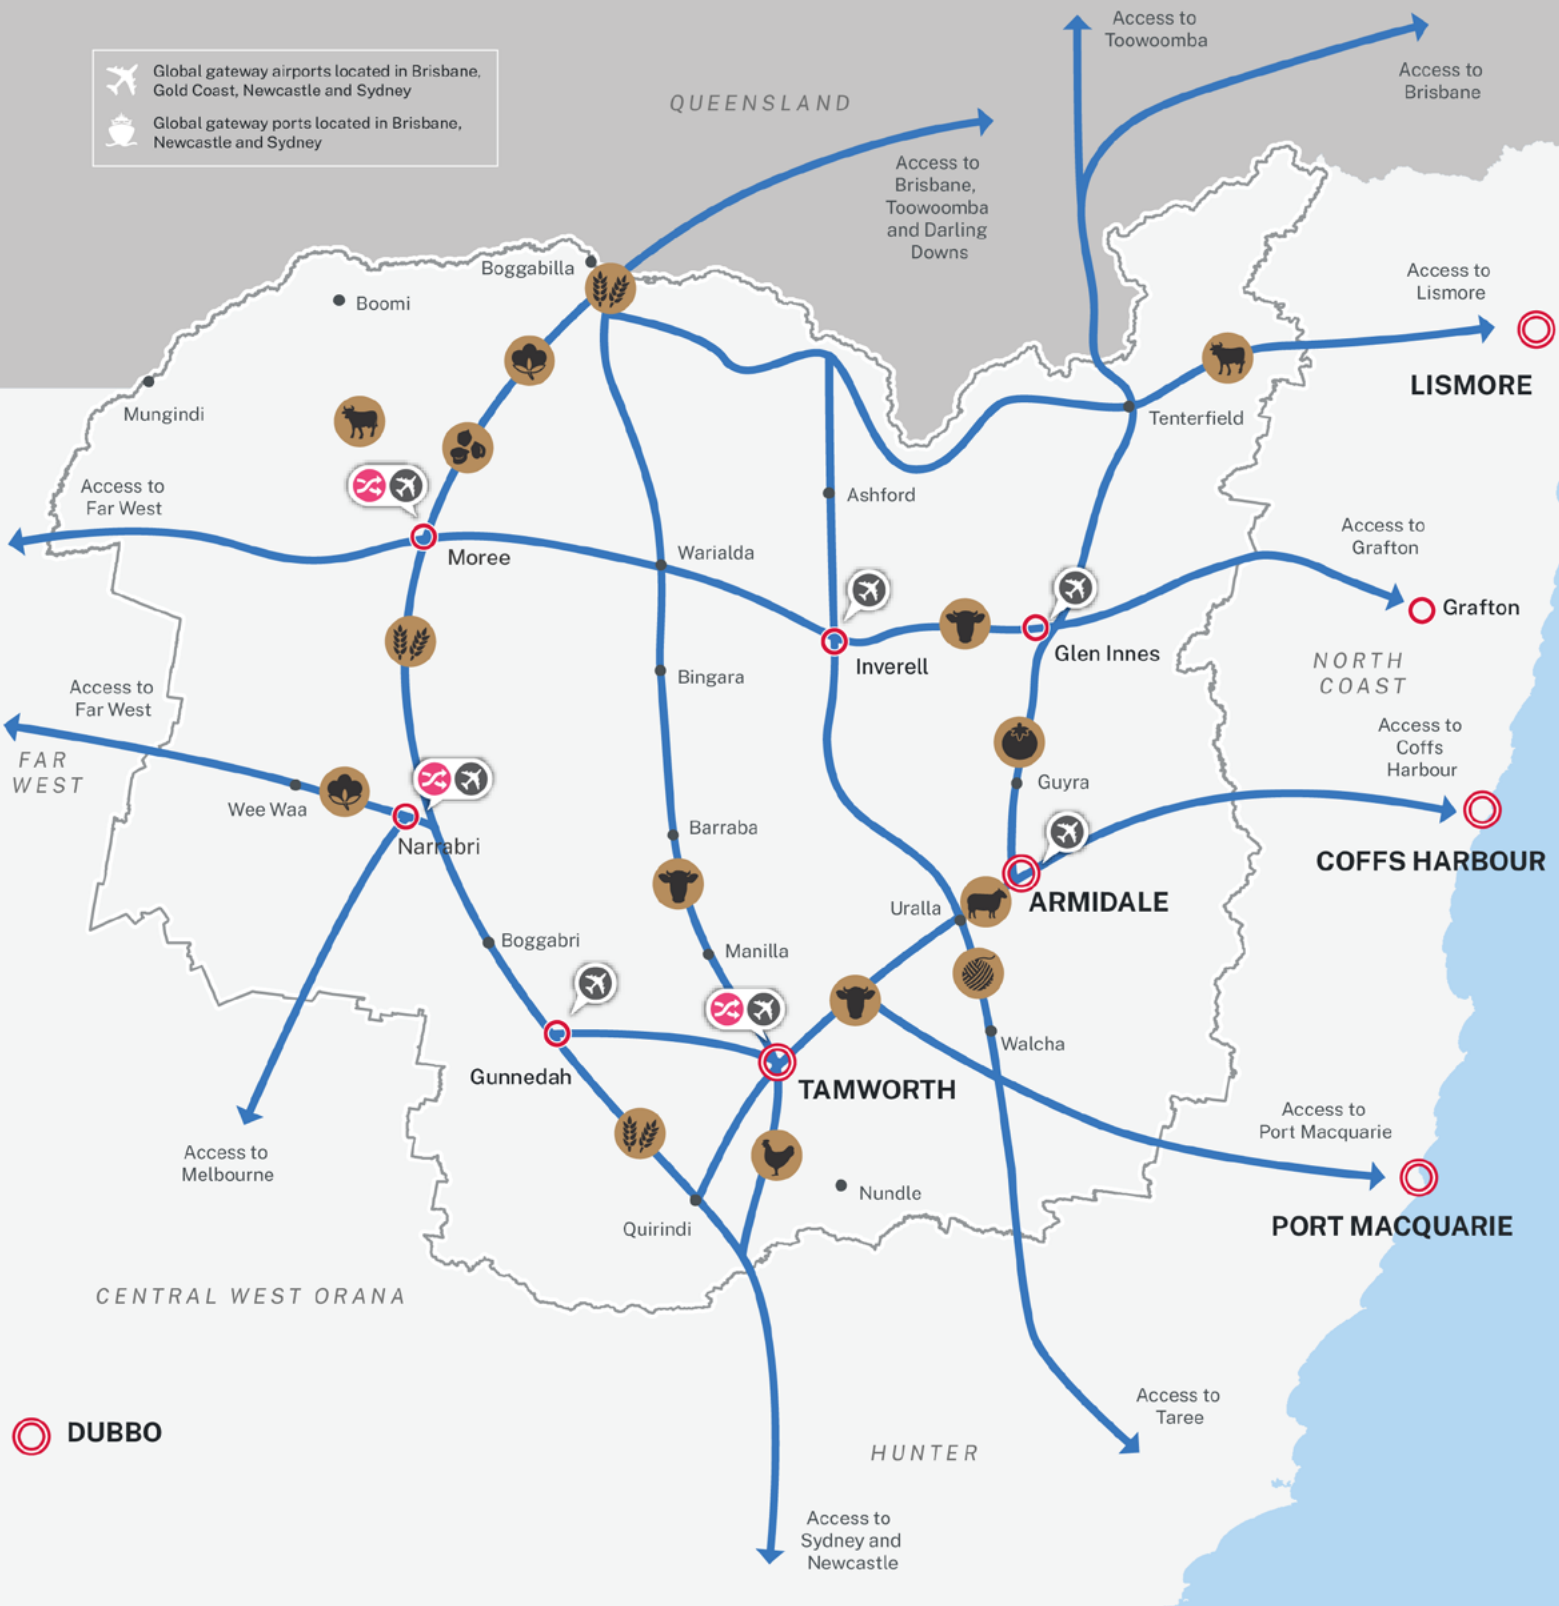 Access to
Toowoomba
Global gateway airports located in Brisbane,
Gold Coast, Newcastle and Sydney
Access to
Brisbane
QUEENSLAND
Global gateway ports located in Brisbane,
Newcastle and Sydney
Access to
Brisbane,
Toowoomba
and Darling
Downs
Boggabilla
Boomi
Access to
Lismore
LISMORE
Mungindi
Tenterfield
Access to
Far West
Ashford
Access to
Grafton
Moree
Warialda
Grafton
Inverell
Glen Innes
NORTH
COAST
Bingara
Access to
Far West
FAR
WEST
Access to
Coffs
Harbour
Guyra
Wee Waa
Narrabri
Barraba
COFFS HARBOUR
Uralla
ARMIDALE
Boggabri
Manilla
Walcha
Gunnedah
TAMWORTH
Access to
Port Macquarie
Access to
Melbourne
Nundle
Quirindi
PORT MACQUARIE
CENTRAL WEST ORANA
Access to
Taree
DUBBO
HUNTER
Access to
Sydney and
Newcastle